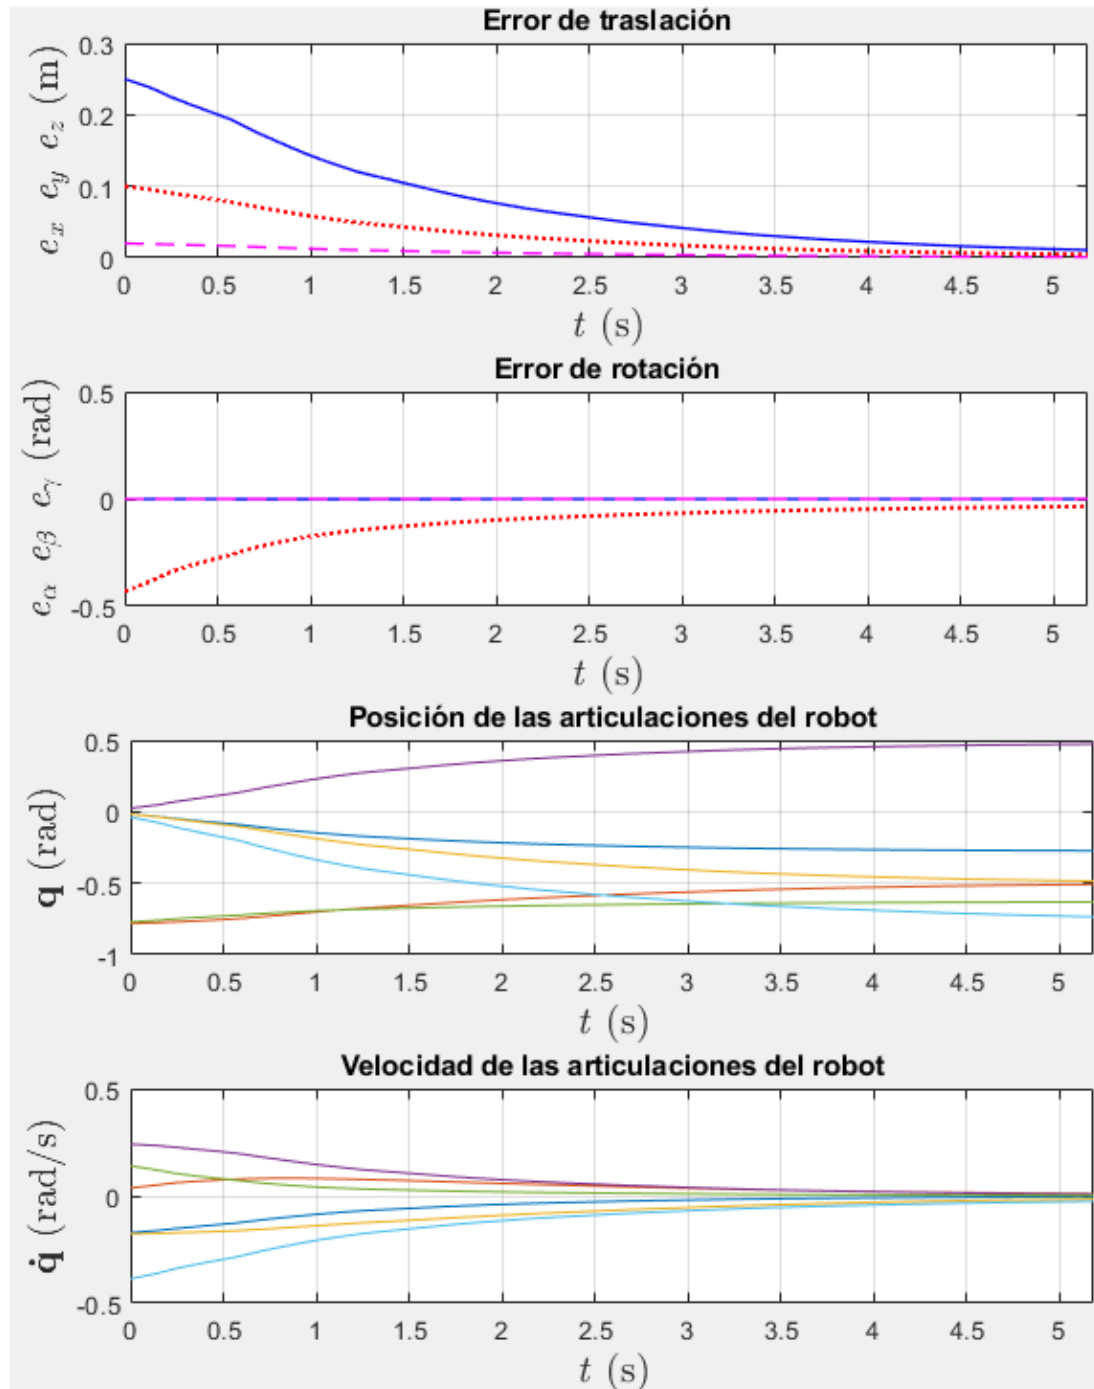 Error de traslación
e_x e_y e_z (m)
0.3
0.2
0.1
0
0 0.5 1 1.5 2 2.5 3 3.5 4 4.5 5
t (s)
Error de rotación
e_α e_β e_γ (rad)
0.5
0
-0.5
0 0.5 1 1.5 2 2.5 3 3.5 4 4.5 5
t (s)
Posición de las articulaciones del robot
q (rad)
0.5
0
-0.5
-1
0 0.5 1 1.5 2 2.5 3 3.5 4 4.5 5
t (s)
Velocidad de las articulaciones del robot
q̇ (rad/s)
0.5
0
-0.5
0 0.5 1 1.5 2 2.5 3 3.5 4 4.5 5
t (s)